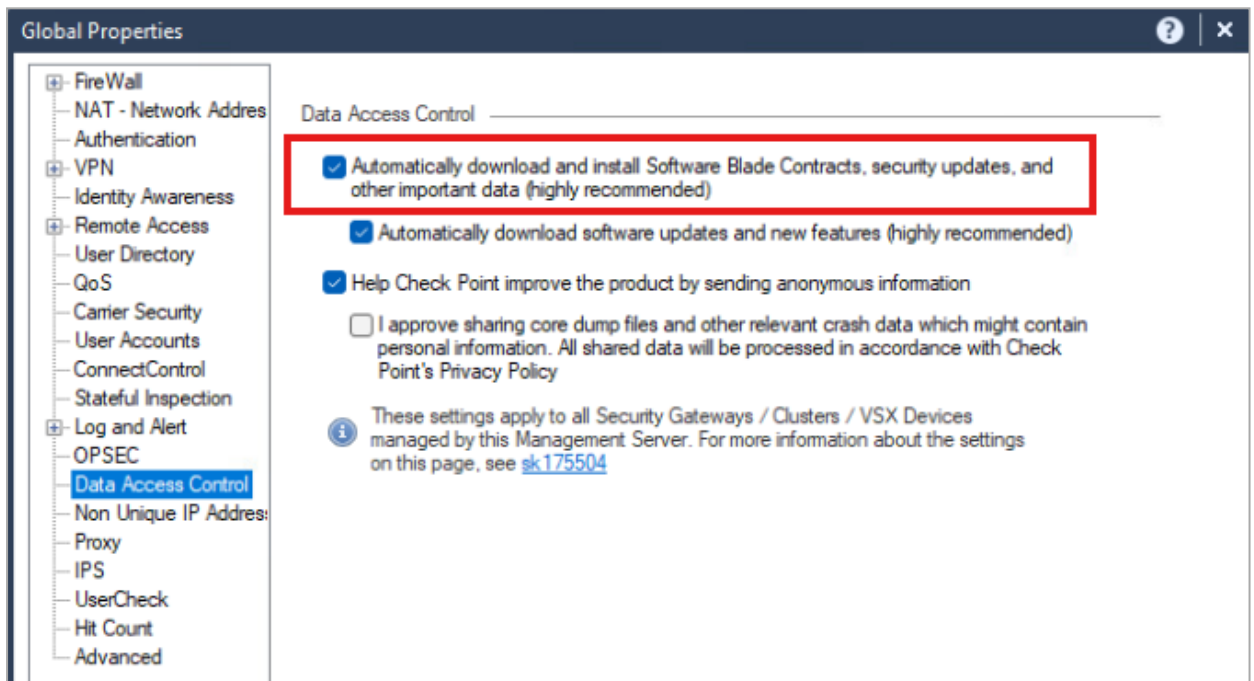 Global Properties
FireWall
NAT - Network Addres
Authentication
VPN
Identity Awareness
Remote Access
User Directory
QoS
Carrier Security
User Accounts
ConnectControl
Stateful Inspection
Log and Alert
OPSEC
Data Access Control
Non Unique IP Address
Proxy
IPS
UserCheck
Hit Count
Advanced
Data Access Control
Automatically download and install Software Blade Contracts, security updates, and
other important data (highly recommended)
Automatically download software updates and new features (highly recommended)
Help Check Point improve the product by sending anonymous information
I approve sharing core dump files and other relevant crash data which might contain
personal information. All shared data will be processed in accordance with Check
Point's Privacy Policy
These settings apply to all Security Gateways / Clusters / VSX Devices
managed by this Management Server. For more information about the settings
on this page, see sk175504